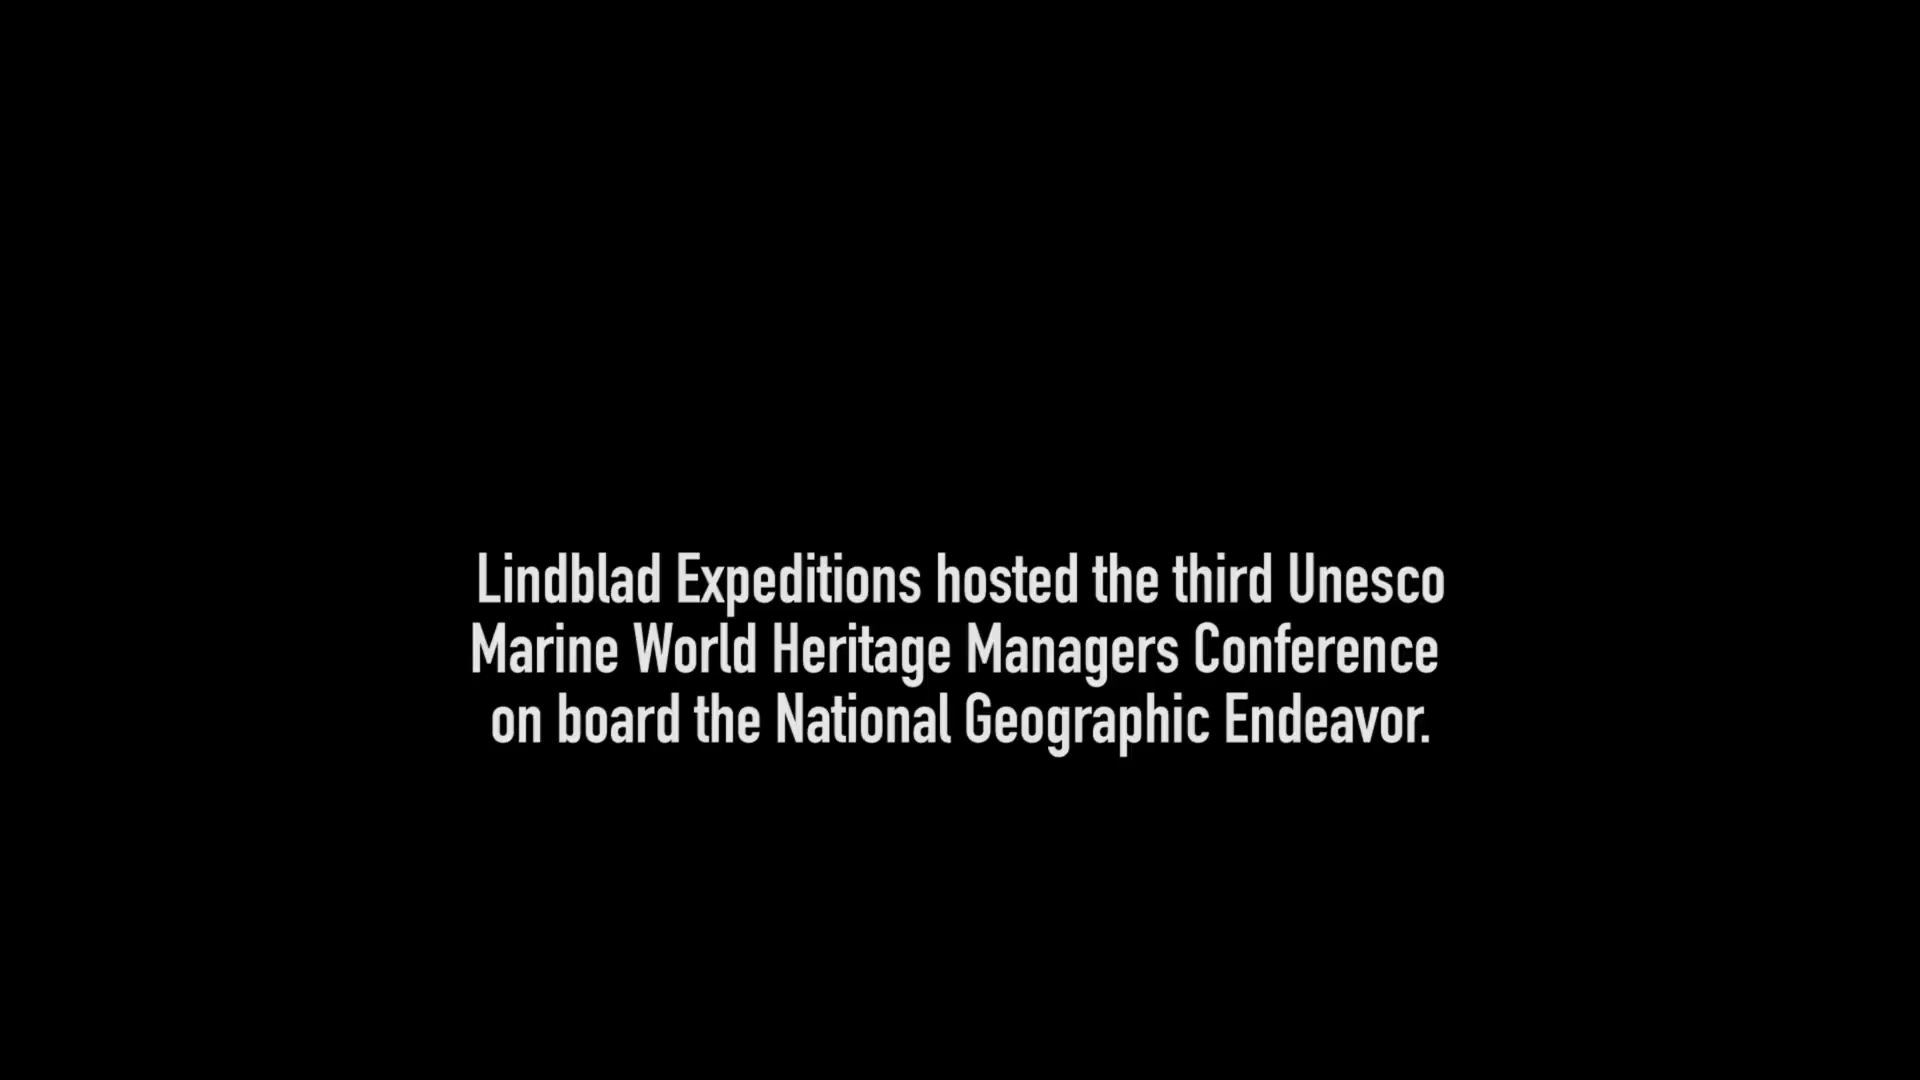 Lindblad Expeditions hosted the third Unesco
Marine World Heritage Managers Conference
on board the National Geographic Endeavor.